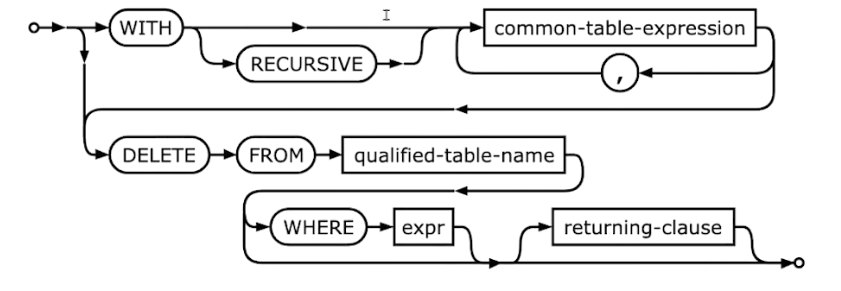 WITH common-table-expression
RECURSIVE ,
DELETE FROM qualified-table-name
WHERE expr returning-clause